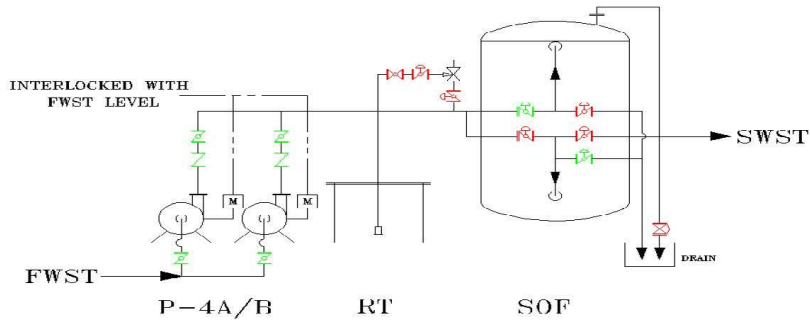 INTERLOCKED WITH
FWST LEVEL
SWST
M
M
DRAIN
FWST
P-4A/B
RT
SOF